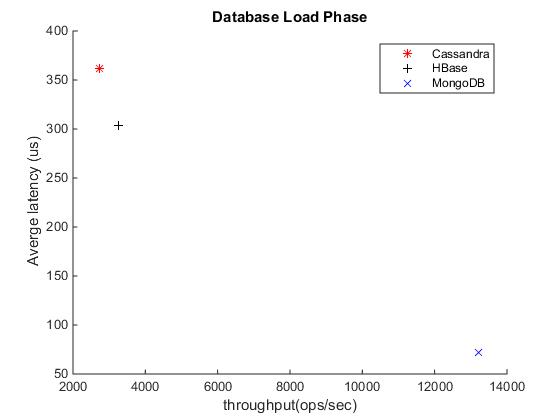 Database Load Phase
Cassandra
HBase
MongoDB
400
350
300
250
200
150
100
50
Averge latency (us)
2000 4000 6000 8000 10000 12000 14000
throughput(ops/sec)